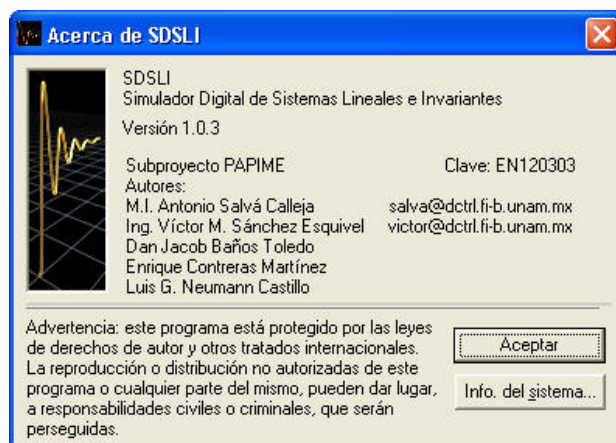 Acerca de SDSLI
SDSLI
Simulador Digital de Sistemas Lineales e Invariantes
Versión 1.0.3
Subproyecto PAPIME Clave: EN120303
Autores:
M.I. Antonio Salvá Calleja salva@dctrl.fi-b.unam.mx
Ing. Víctor M. Sánchez Esquivel victor@dctrl.fi-b.unam.mx
Dan Jacob Baños Toledo
Enrique Contreras Martínez
Luis G. Neumann Castillo
Advertencia: este programa está protegido por las leyes
de derechos de autor y otros tratados internacionales.
La reproducción o distribución no autorizadas de este
programa o cualquier parte del mismo, pueden dar lugar,
a responsabilidades civiles o criminales, que serán
perseguidas.
Aceptar
Info. del sistema...